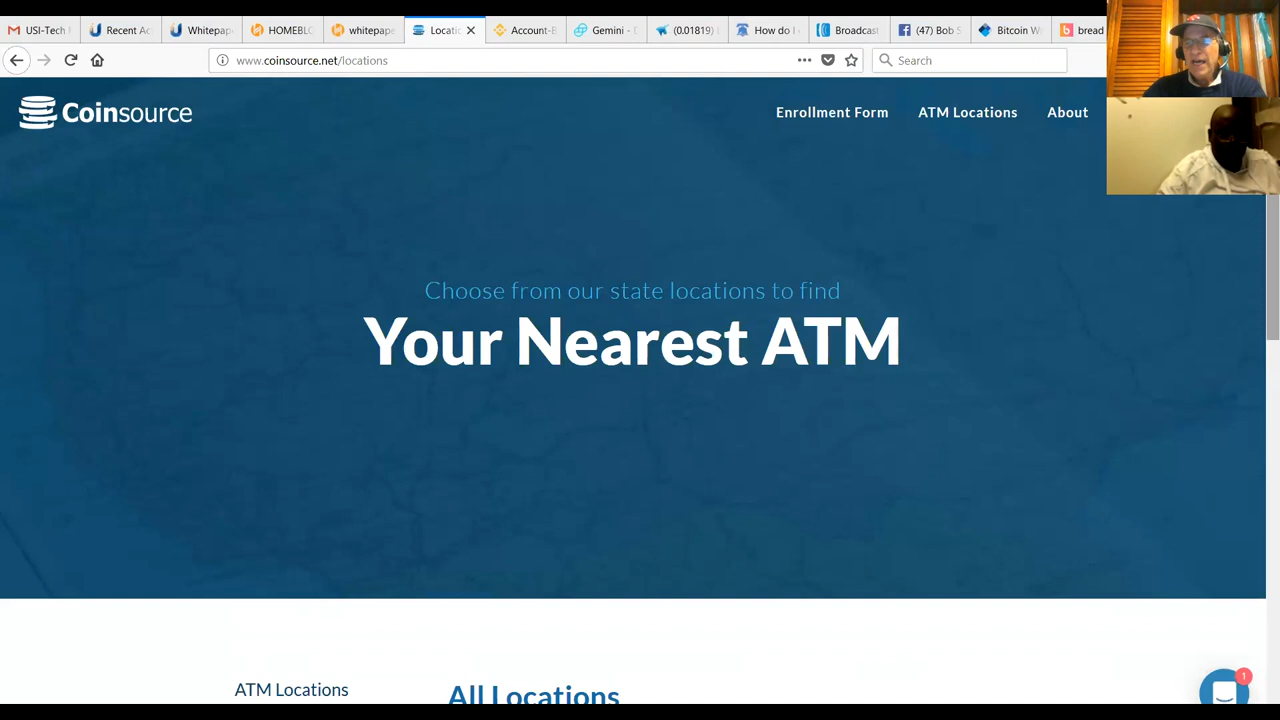 USI-Tech
Recent Ac
Whitepap
HOMEBL
whitepape
Locati
Account-B
Gemini -
(0.01819)
How do I
Broadcas
(47) Bob S
Bitcoin W
bread
www.coinsource.net/locations
Search
Coinsource
Enrollment Form
ATM Locations
About
Choose from our state locations to find
Your Nearest ATM
ATM Locations
All Locations
1